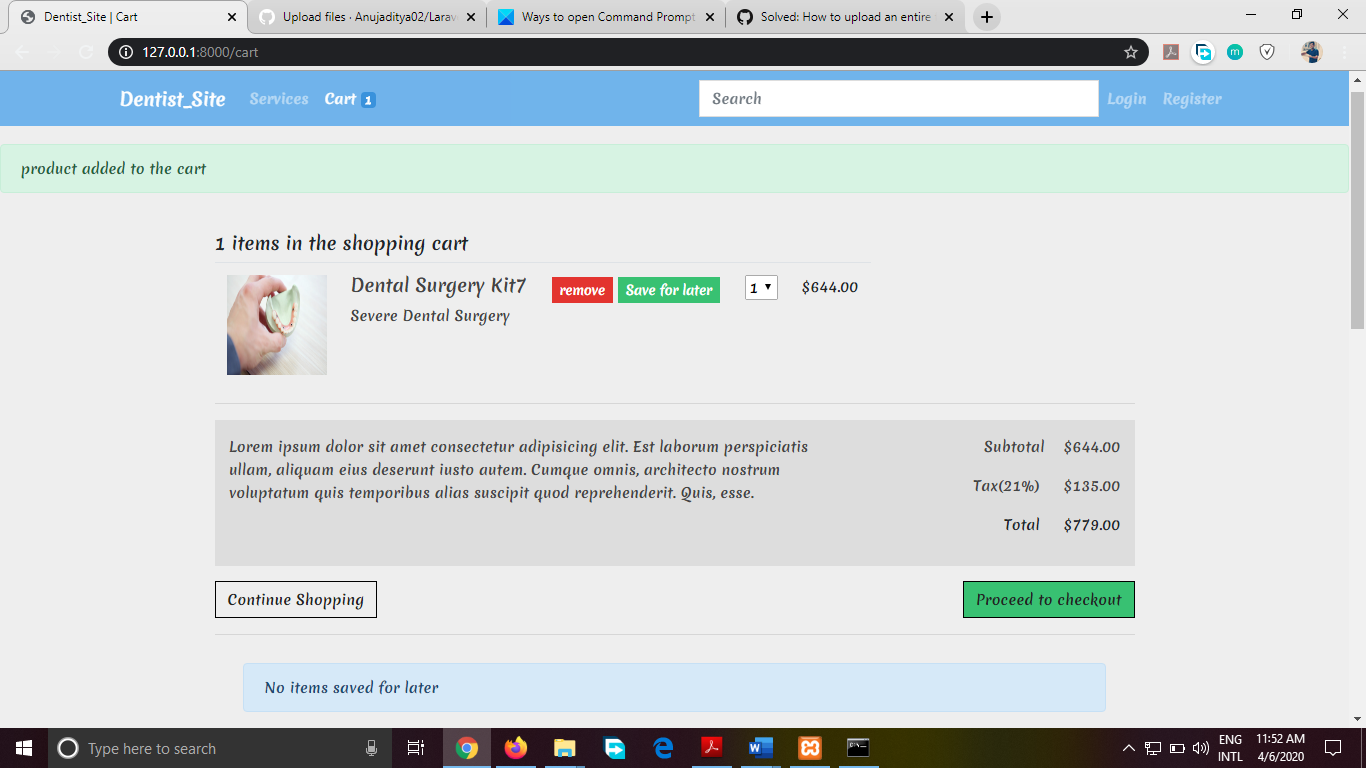 Dentist_Site | Cart
Upload files · Anujaditya02/Larav
Ways to open Command Prompt
Solved: How to upload an entire
127.0.0.1:8000/cart
Dentist_Site Services Cart 1 Search Login Register
product added to the cart
1 items in the shopping cart
Dental Surgery Kit7 remove Save for later 1 $644.00
Severe Dental Surgery
Lorem ipsum dolor sit amet consectetur adipisicing elit. Est laborum perspiciatis
ullam, aliquam eius deserunt iusto autem. Cumque omnis, architecto nostrum
voluptatum quis temporibus alias suscipit quod reprehenderit. Quis, esse.
Subtotal $644.00
Tax(21%) $135.00
Total $779.00
Continue Shopping Proceed to checkout
No items saved for later
Type here to search
ENG
INTL
11:52 AM
4/6/2020